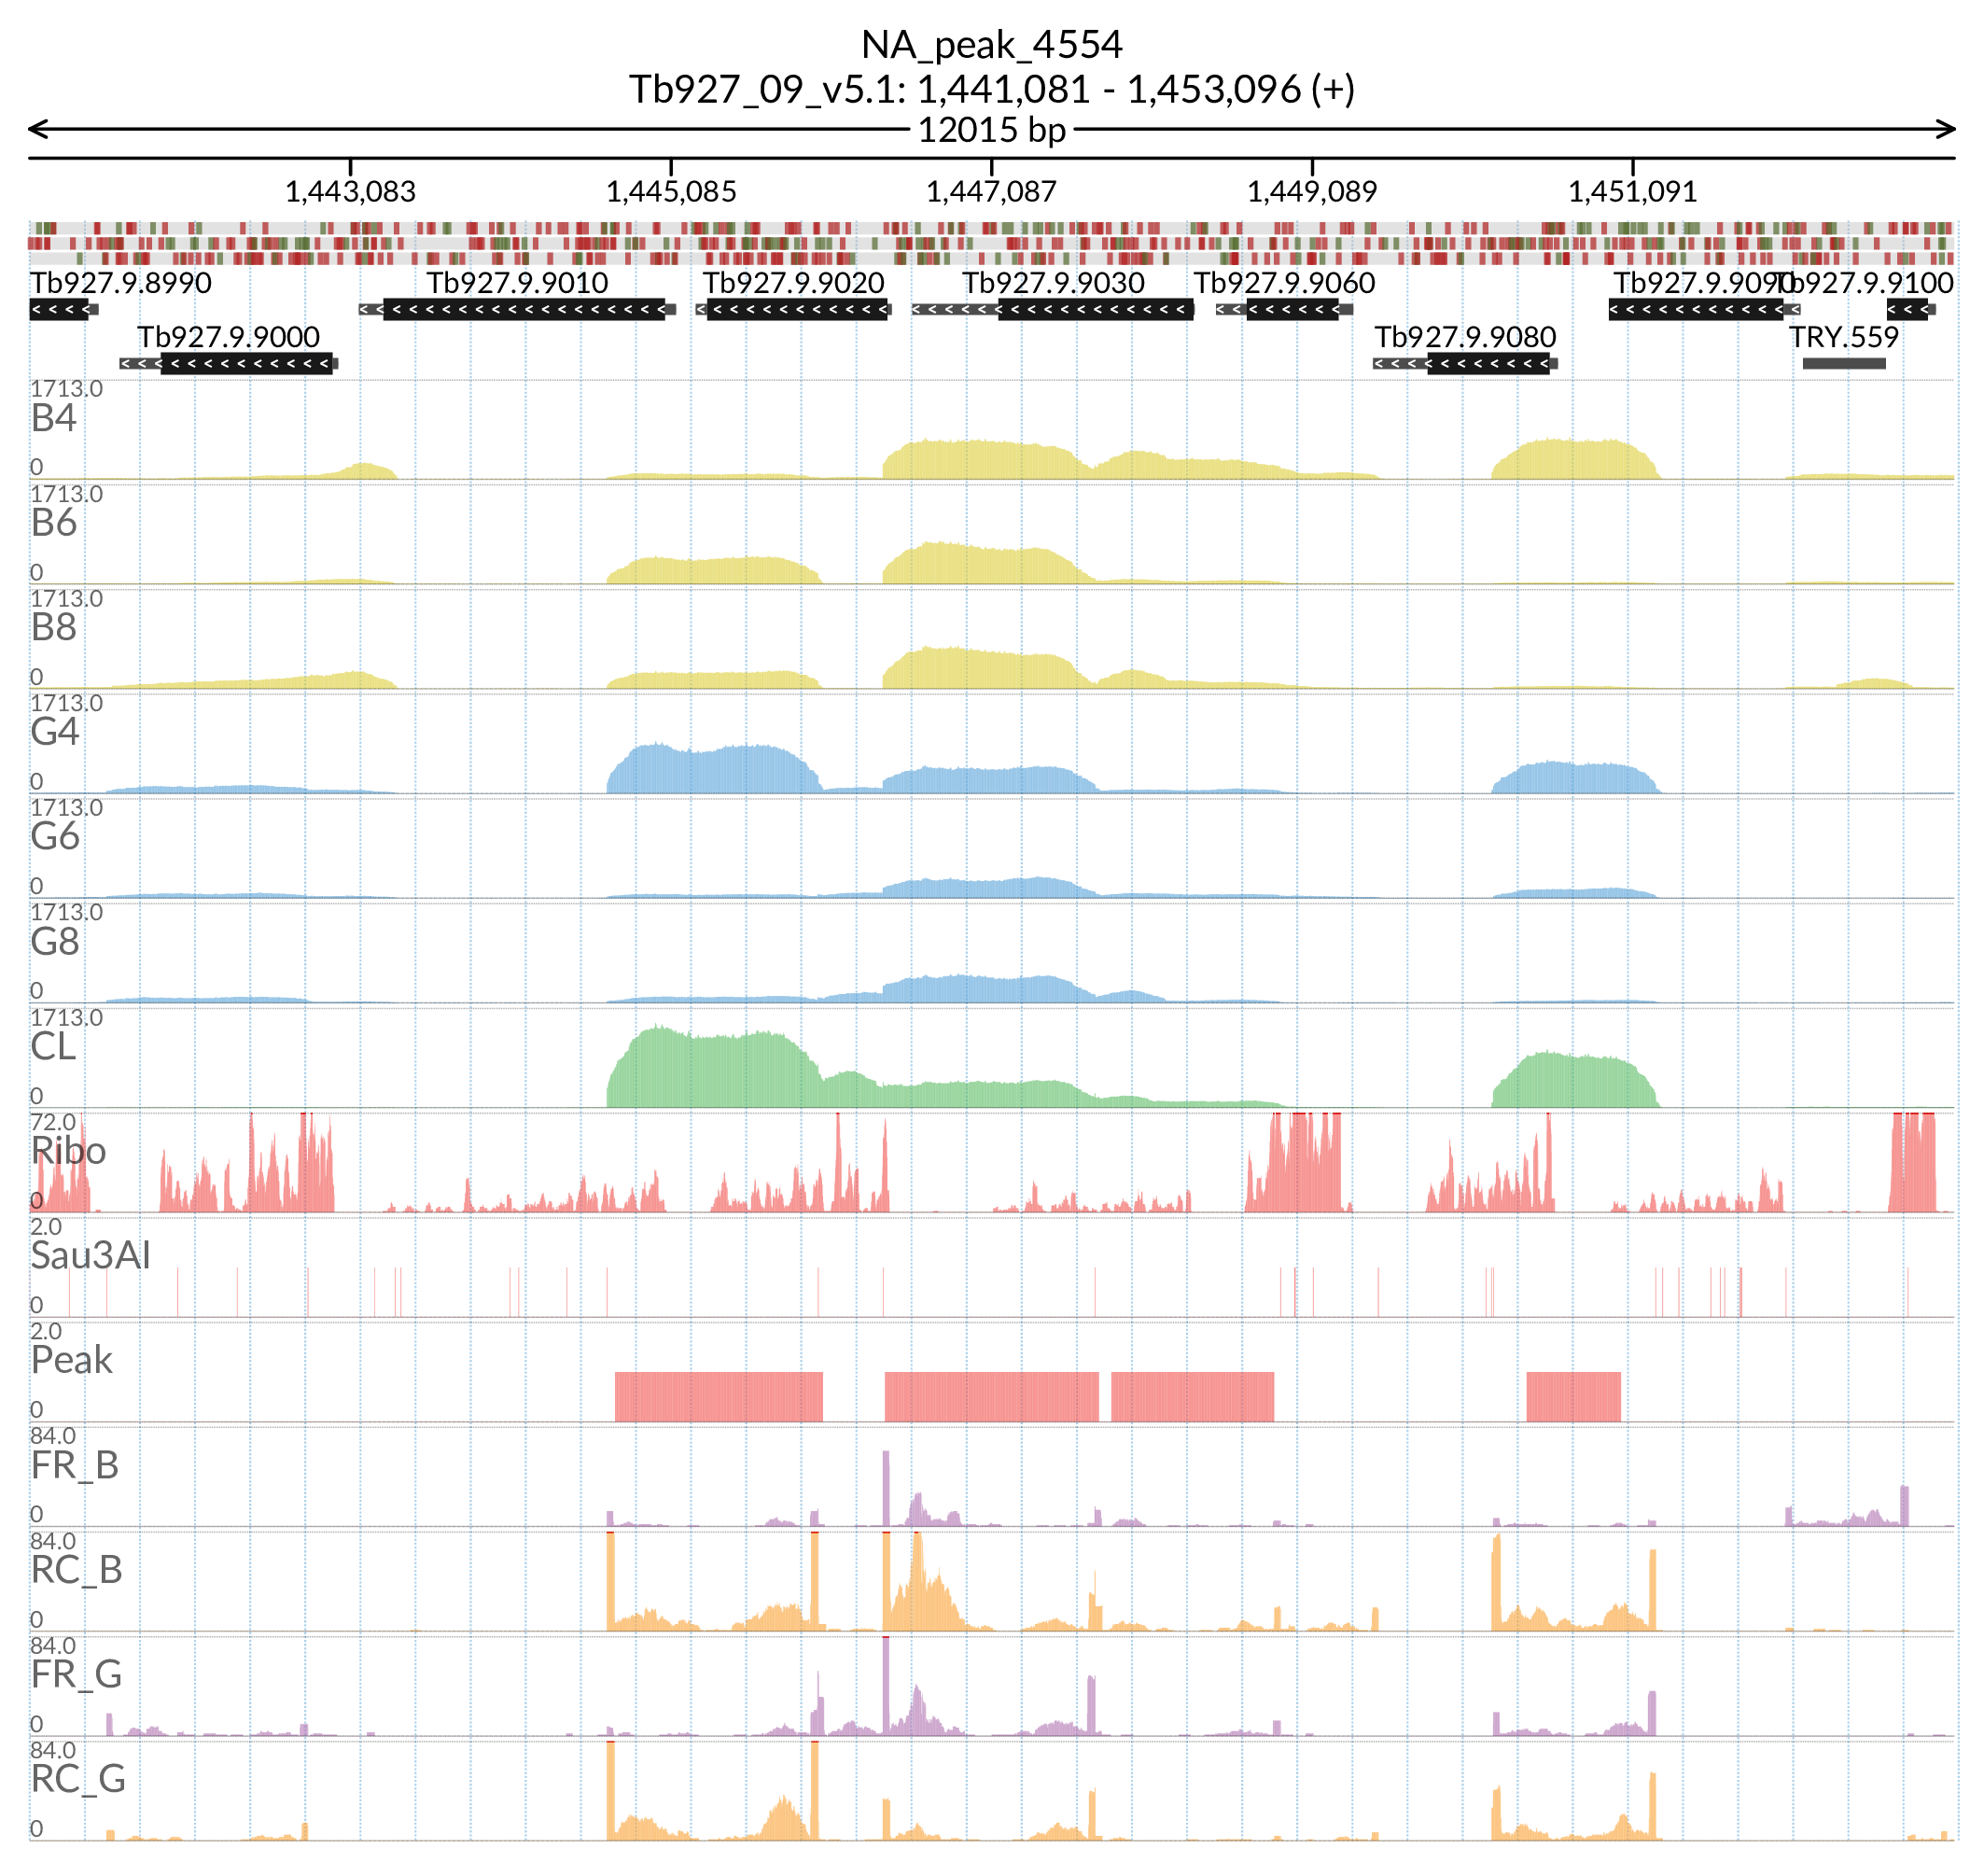 NA_peak_4554
Tb927_09_v5.1: 1,441,081 - 1,453,096 (+)
12015 bp
1,443,083 1,445,085 1,447,087 1,449,089 1,451,091
Tb927.9.8990 Tb927.9.9010 Tb927.9.9020 Tb927.9.9030 Tb927.9.9060 Tb927.9.9090 Tb927.9.9100
Tb927.9.9000 Tb927.9.9080 TRY.559
1713.0
B4
0
1713.0
B6
0
1713.0
B8
0
1713.0
G4
0
1713.0
G6
0
1713.0
G8
0
1713.0
CL
0
72.0
Ribo
0
2.0
Sau3AI
0
2.0
Peak
0
84.0
FR_B
0
84.0
RC_B
0
84.0
FR_G
0
84.0
RC_G
0